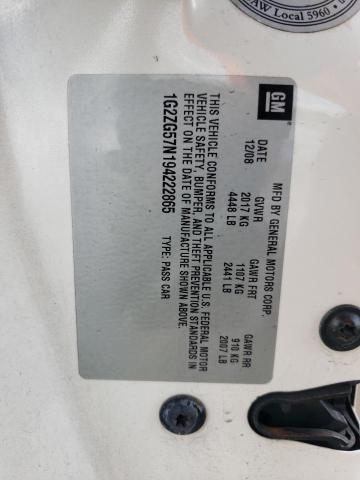 AW Local 5960
GM
MFD BY GENERAL MOTORS CORP.
DATE GVWR GAWR FRT GAWR RR
12/08 2017 KG 1107 KG 910 KG
4448 LB 2441 LB 2007 LB
THIS VEHICLE CONFORMS TO ALL APPLICABLE U.S. FEDERAL MOTOR
VEHICLE SAFETY, BUMPER, AND THEFT PREVENTION STANDARDS IN
EFFECT ON THE DATE OF MANUFACTURE SHOWN ABOVE.
1G2ZG57N194222865 TYPE: PASS CAR